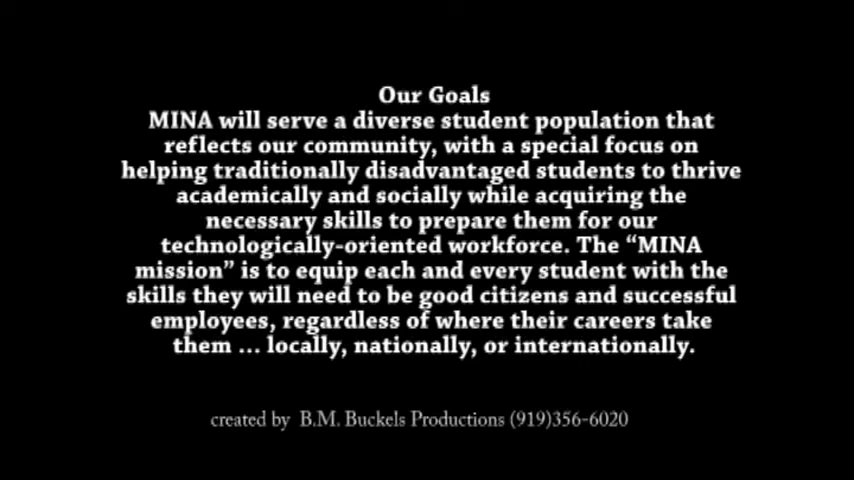 Our Goals
MINA will serve a diverse student population that
reflects our community, with a special focus on
helping traditionally disadvantaged students to thrive
academically and socially while acquiring the
necessary skills to prepare them for our
technologically-oriented workforce. The “MINA
mission” is to equip each and every student with the
skills they will need to be good citizens and successful
employees, regardless of where their careers take
them ... locally, nationally, or internationally.
created by B.M. Buckels Productions (919)356-6020